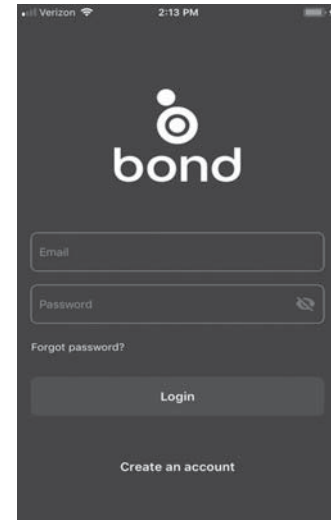 Verizon 2:13 PM
bond
Email
Password
Forgot password?
Login
Create an account